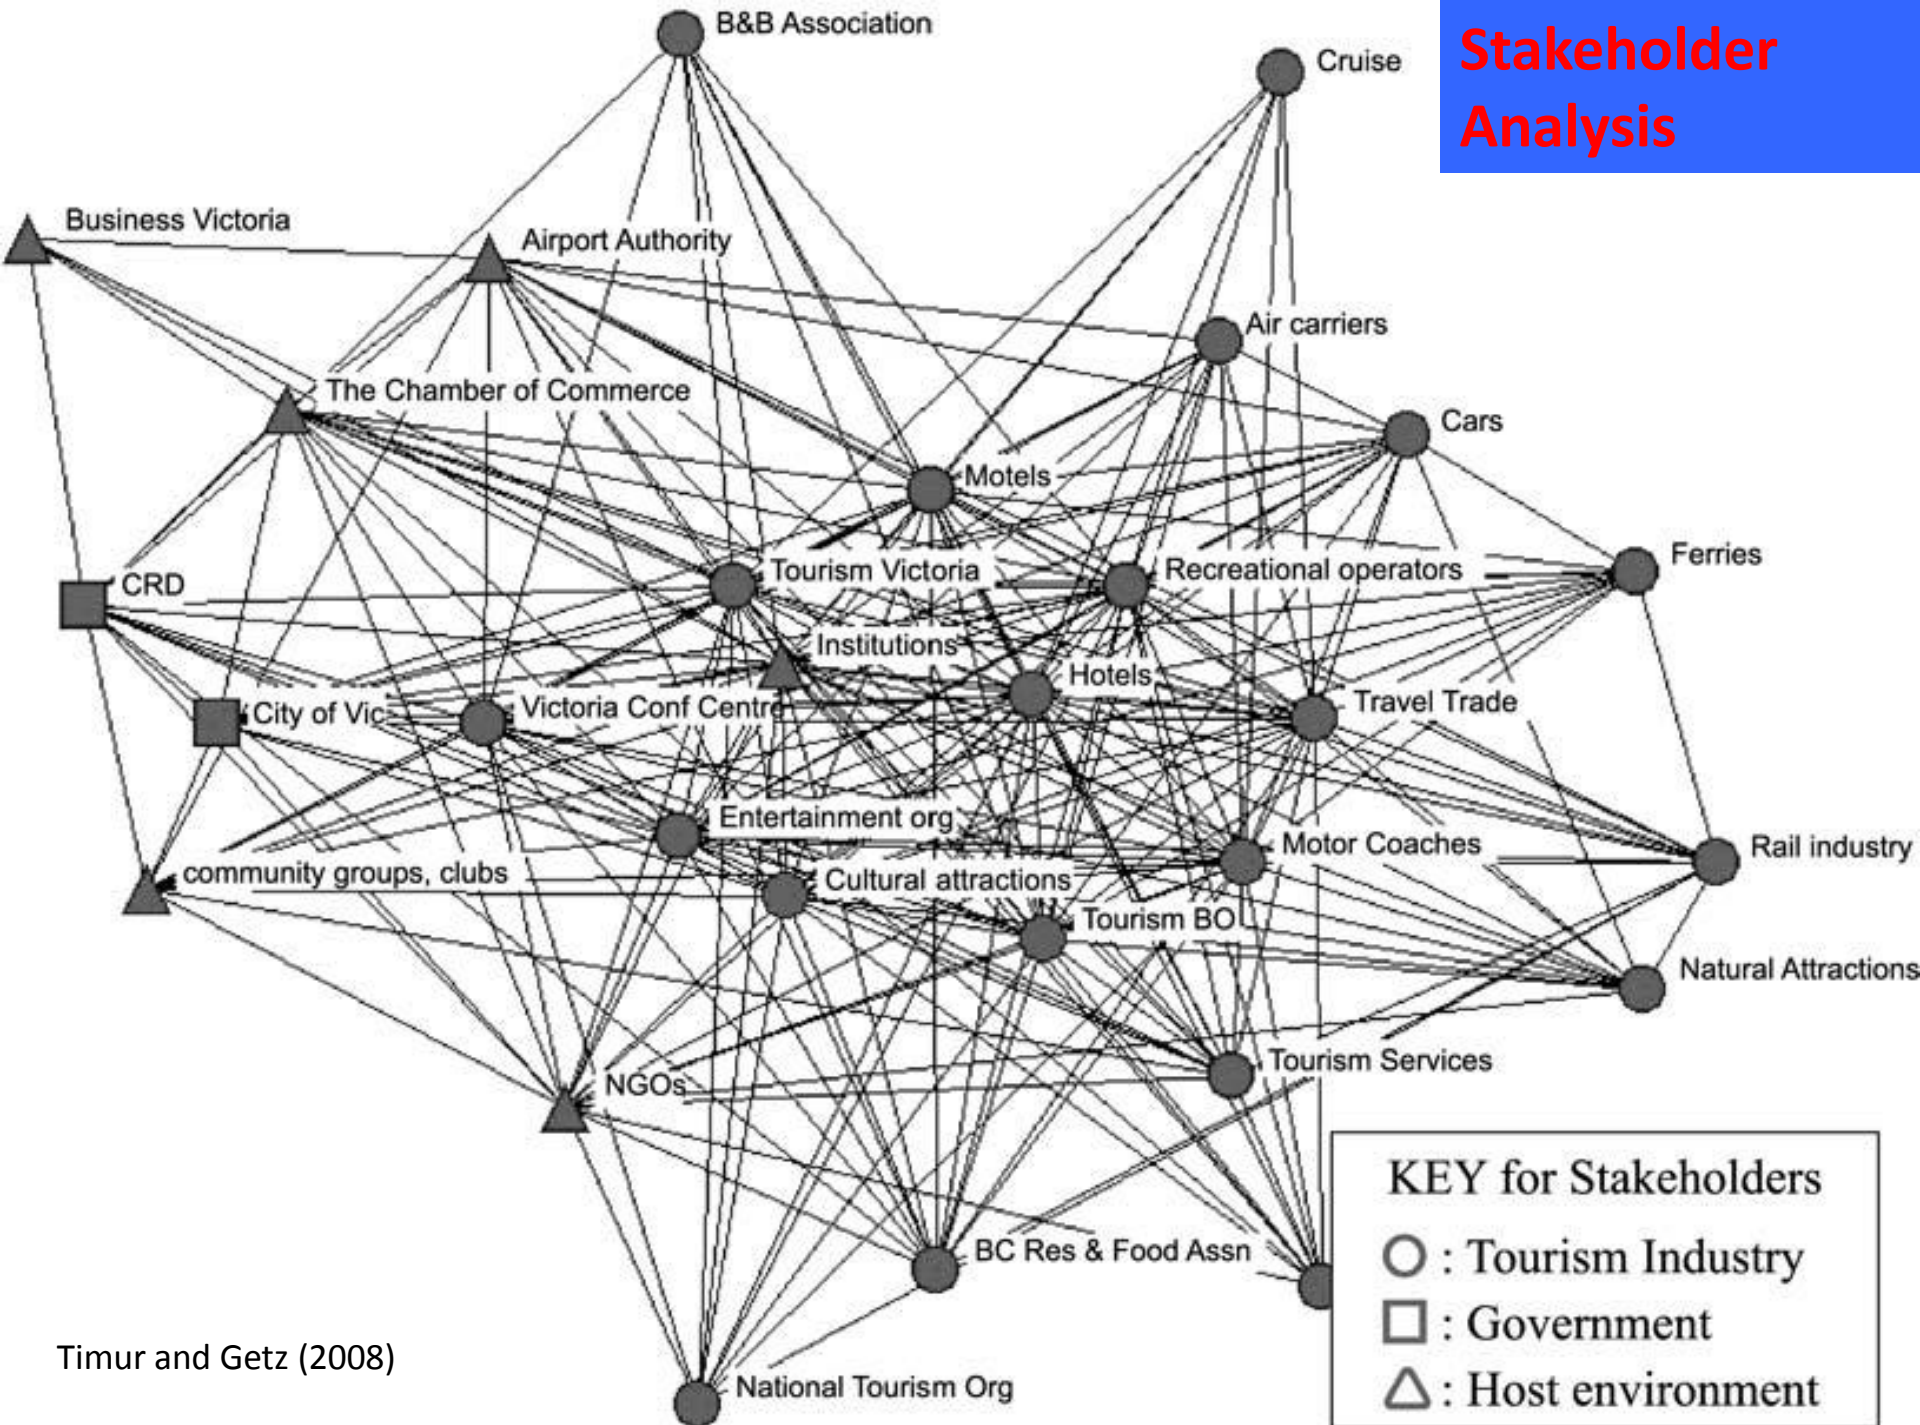 B&B Association
Cruise
Stakeholder
Analysis
Business Victoria
Airport Authority
Air carriers
The Chamber of Commerce
Cars
Motels
Ferries
CRD
Tourism Victoria
Recreational operators
Institutions
Hotels
City of Vic
Victoria Conf Centre
Travel Trade
Entertainment org
Motor Coaches
Rail industry
community groups, clubs
Cultural attractions
Tourism BO
Natural Attractions
Tourism Services
NGOs
BC Res & Food Assn
National Tourism Org
KEY for Stakeholders
: Tourism Industry
: Government
: Host environment
Timur and Getz (2008)